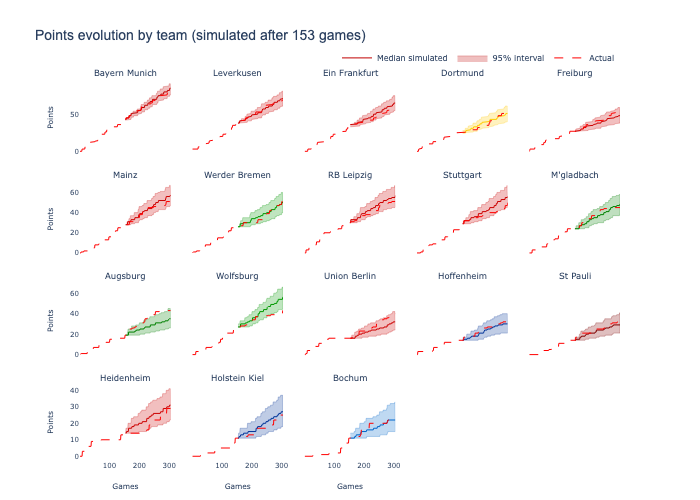 Points evolution by team (simulated after 153 games)
Median simulated 95% interval Actual
Bayern Munich Leverkusen Ein Frankfurt Dortmund Freiburg
Points
50
0
Mainz Werder Bremen RB Leipzig Stuttgart M'gladbach
Points
60
40
20
0
Augsburg Wolfsburg Union Berlin Hoffenheim St Pauli
Points
60
40
20
0
Heidenheim Holstein Kiel Bochum
Points
40
30
20
10
0
100 200 300 100 200 300 100 200 300
Games Games Games